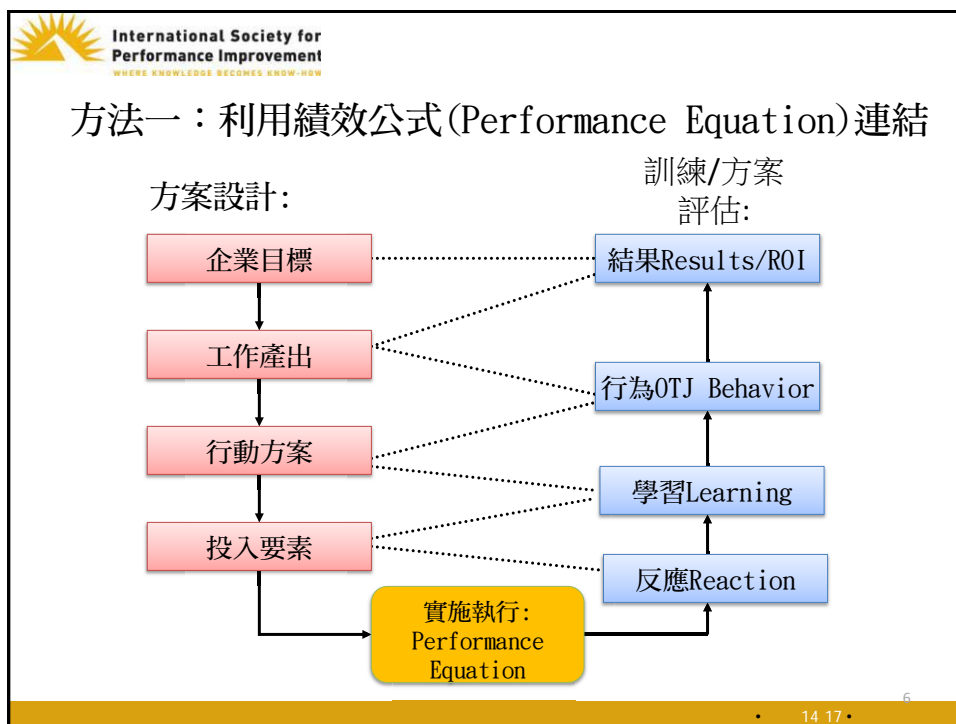 International Society for
Performance Improvement
WHERE KNOWLEDGE BECOMES KNOW-HOW
方法一：利用績效公式(Performance Equation)連結
方案設計:
訓練/方案
評估:
企業目標
結果Results/ROI
工作產出
行為OTJ Behavior
行動方案
學習Learning
投入要素
反應Reaction
實施執行:
Performance
Equation
6
• 14 17 •